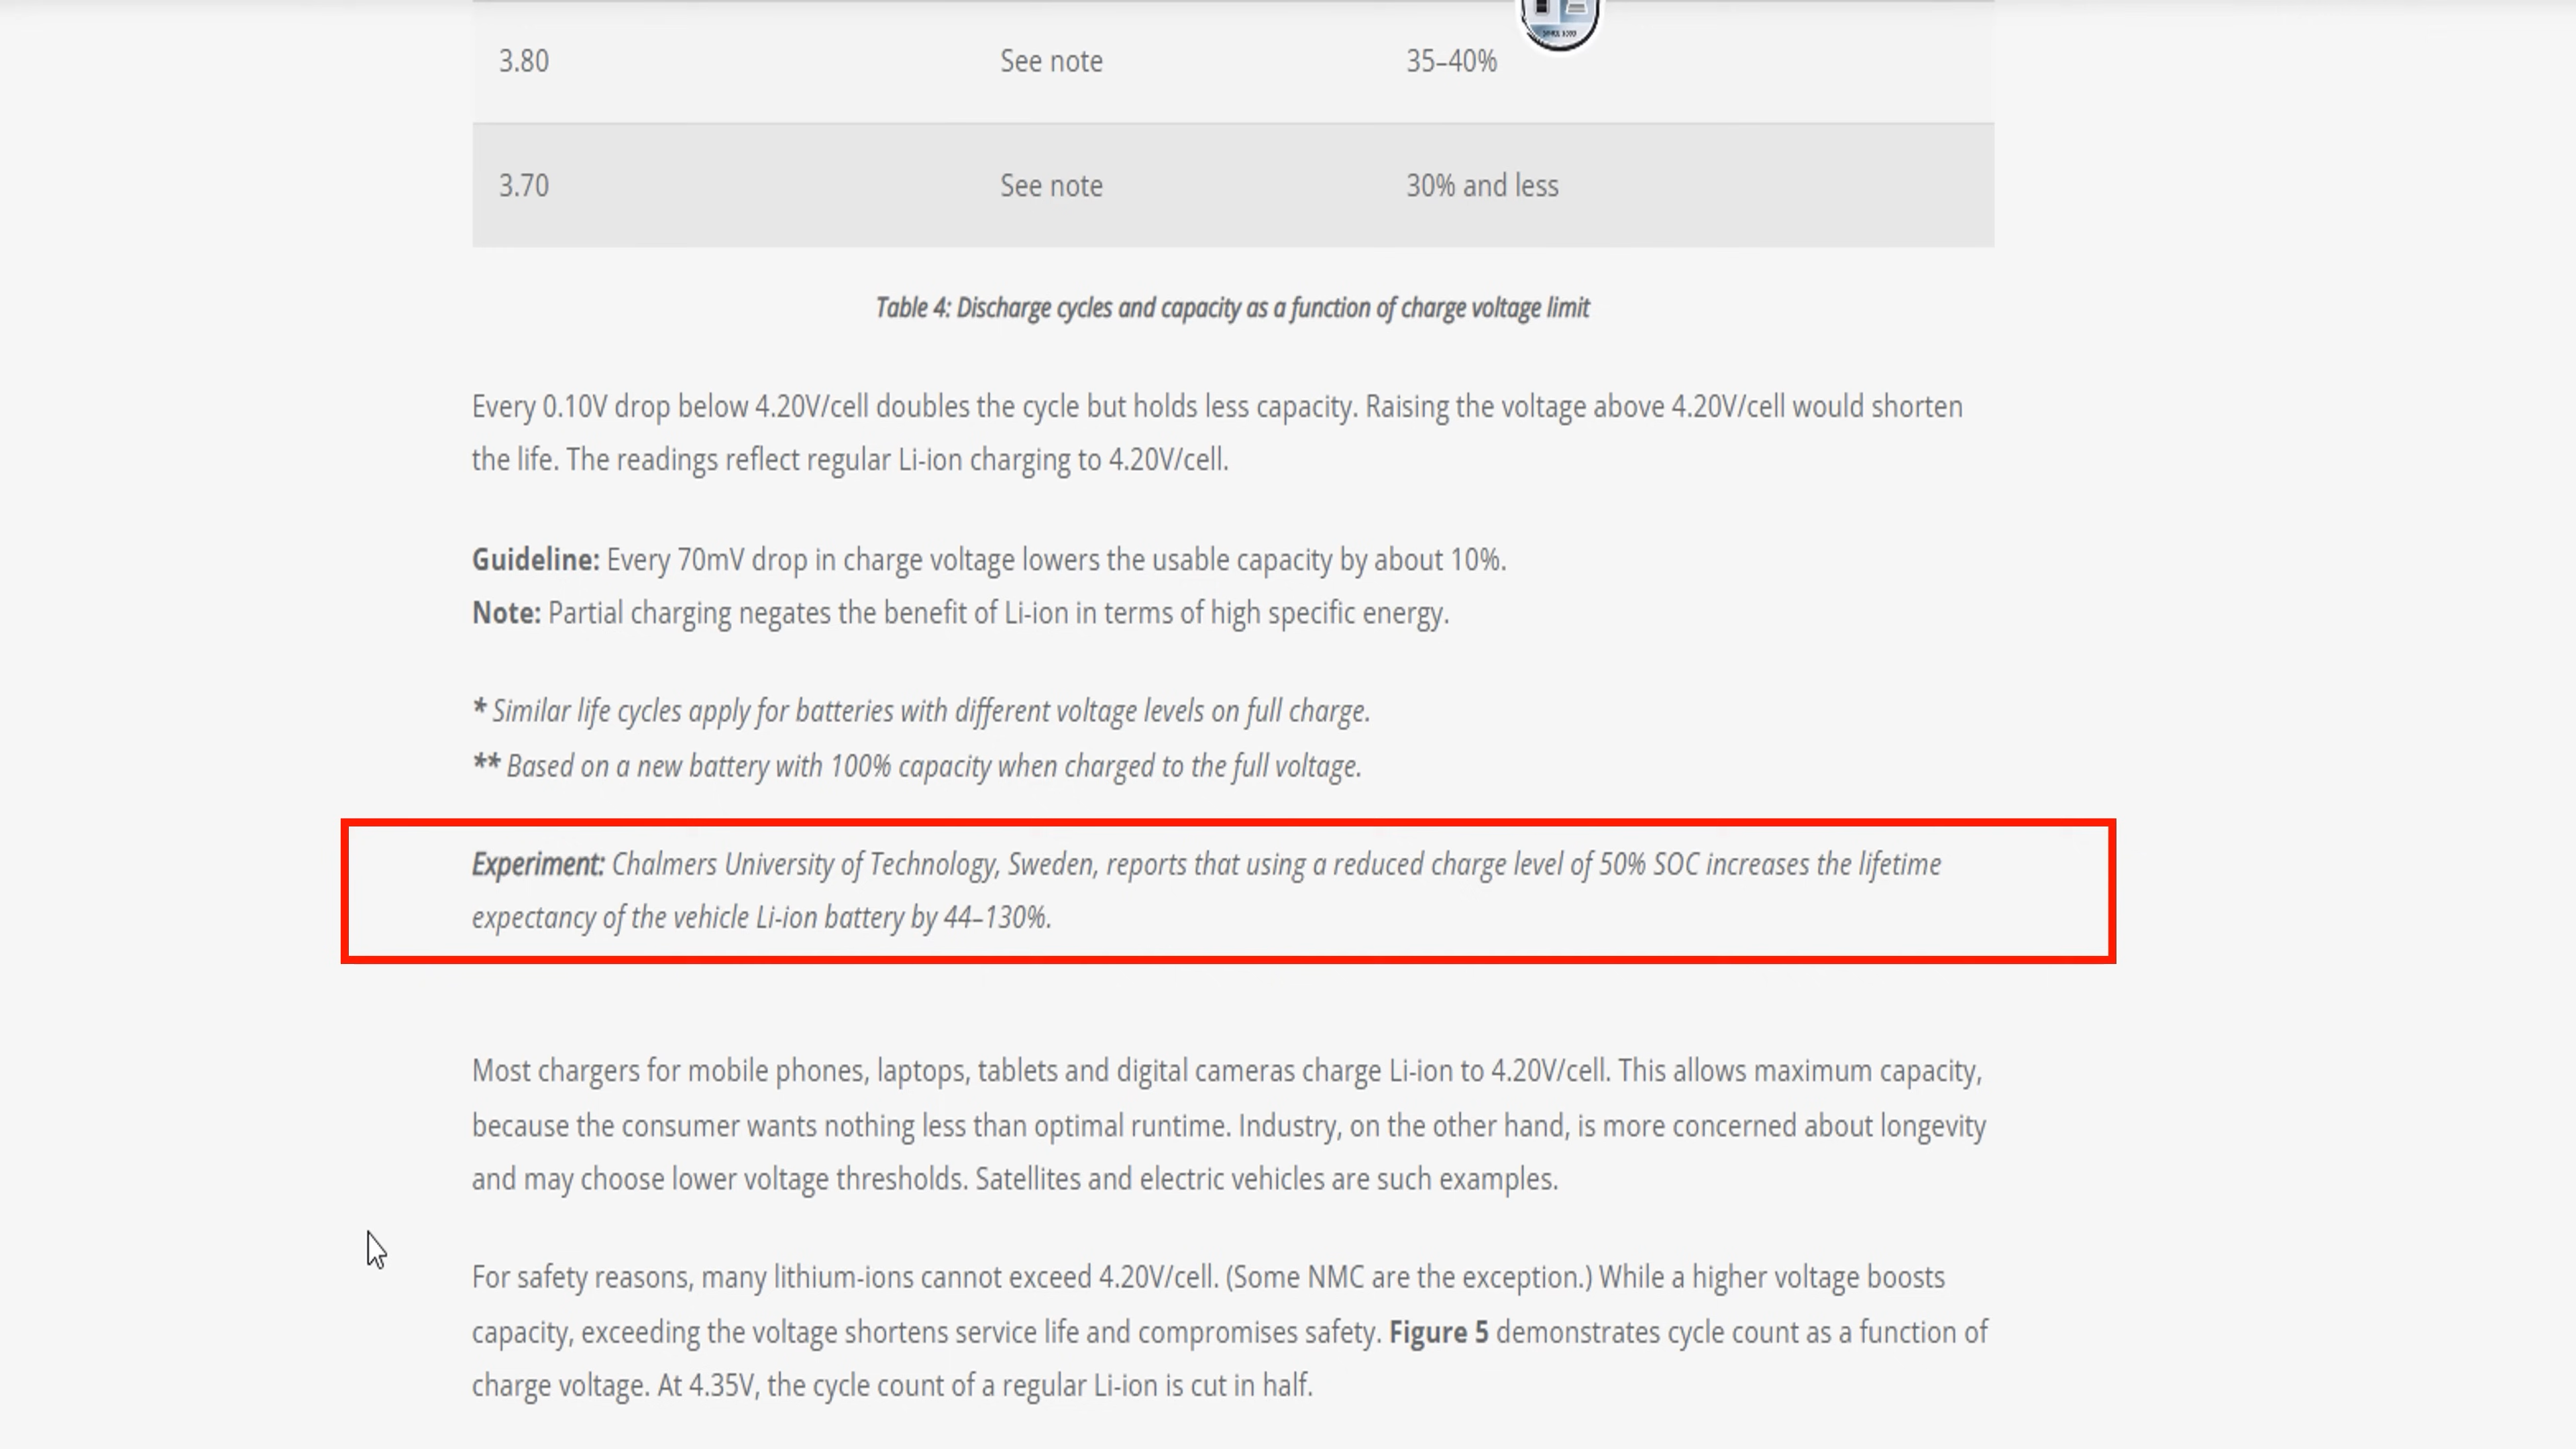 3.80 See note 35–40%
3.70 See note 30% and less
Table 4: Discharge cycles and capacity as a function of charge voltage limit
Every 0.10V drop below 4.20V/cell doubles the cycle but holds less capacity. Raising the voltage above 4.20V/cell would shorten
the life. The readings reflect regular Li-ion charging to 4.20V/cell.
Guideline: Every 70mV drop in charge voltage lowers the usable capacity by about 10%.
Note: Partial charging negates the benefit of Li-ion in terms of high specific energy.
* Similar life cycles apply for batteries with different voltage levels on full charge.
** Based on a new battery with 100% capacity when charged to the full voltage.
Experiment: Chalmers University of Technology, Sweden, reports that using a reduced charge level of 50% SOC increases the lifetime
expectancy of the vehicle Li-ion battery by 44–130%.
Most chargers for mobile phones, laptops, tablets and digital cameras charge Li-ion to 4.20V/cell. This allows maximum capacity,
because the consumer wants nothing less than optimal runtime. Industry, on the other hand, is more concerned about longevity
and may choose lower voltage thresholds. Satellites and electric vehicles are such examples.
For safety reasons, many lithium-ions cannot exceed 4.20V/cell. (Some NMC are the exception.) While a higher voltage boosts
capacity, exceeding the voltage shortens service life and compromises safety. Figure 5 demonstrates cycle count as a function of
charge voltage. At 4.35V, the cycle count of a regular Li-ion is cut in half.